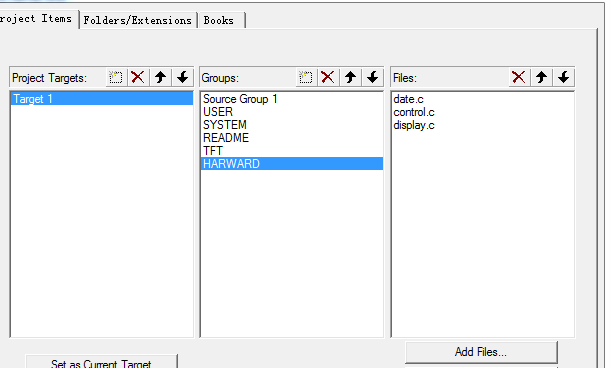 roject Items Folders/Extensions Books
Project Targets: Groups: Files:
Target 1
Source Group 1
USER
SYSTEM
README
TFT
HARWARD
date.c
control.c
display.c
Add Files...
Set as Current Target